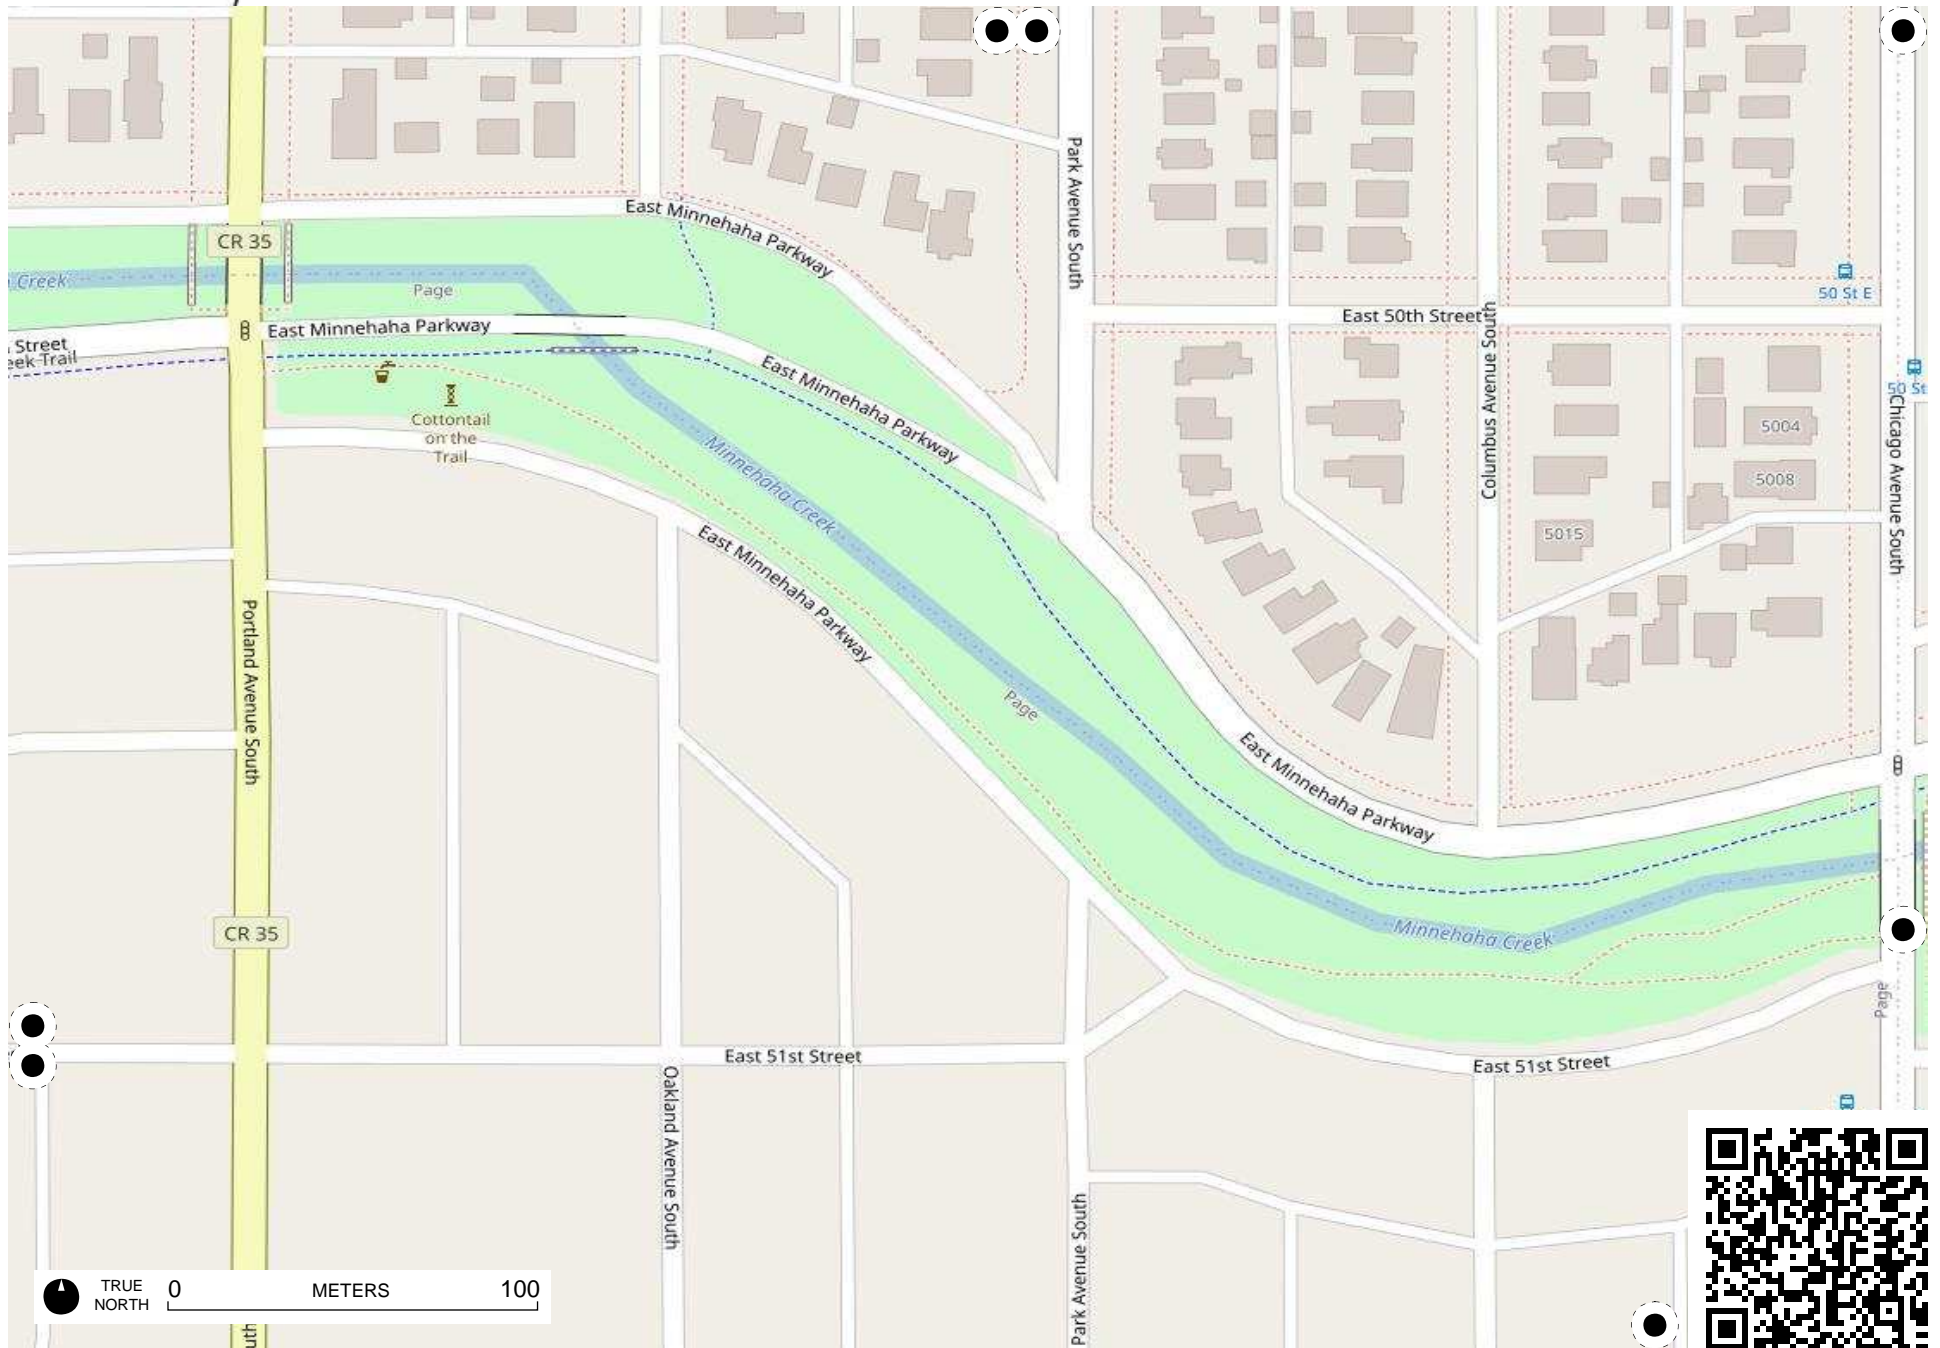 Park Avenue South
East Minnehaha Parkway
CR 35
Creek
Page
50 St E
East 50th Street
East Minnehaha Parkway
Columbus Avenue South
Street
eek Trail
East Minnehaha Parkway
50 St
Cottontail
on the
Trail
Minnehaha Creek
Chicago Avenue South
5004
5008
5015
East Minnehaha Parkway
Portland Avenue South
Page
East Minnehaha Parkway
CR 35
Minnehaha Creek
Page
East 51st Street
East 51st Street
Oakland Avenue South
Park Avenue South
TRUE
NORTH
0 METERS 100